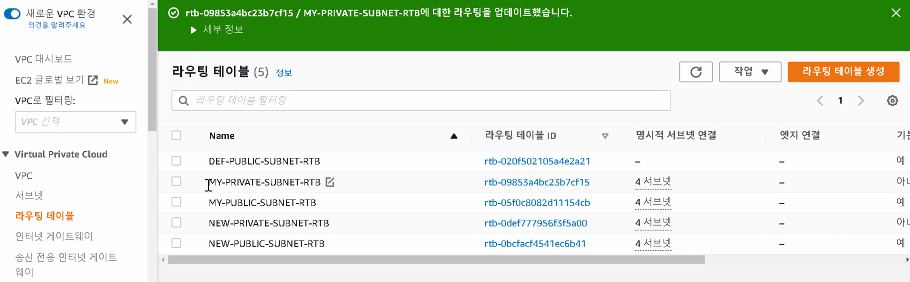 새로운 VPC 환경
의견을 알려주세요
rtb-09853a4bc23b7cf15 / MY-PRIVATE-SUBNET-RTB에 대한 라우팅을 업데이트했습니다.
세부 정보
VPC 대시보드
EC2 글로벌 보기 New
VPC로 필터링:
VPC 선택
Virtual Private Cloud
VPC
서브넷
라우팅 테이블
인터넷 게이트웨이
송신 전용 인터넷 게이트
웨이
라우팅 테이블 (5) 정보
작업
라우팅 테이블 생성
라우팅 테이블 필터링
1
Name 라우팅 테이블 ID 명시적 서브넷 연결 엣지 연결 기본
DEF-PUBLIC-SUBNET-RTB rtb-020f502105a4e2a21 – – 예
MY-PRIVATE-SUBNET-RTB rtb-09853a4bc23b7cf15 4 서브넷 –
MY-PUBLIC-SUBNET-RTB rtb-05f0c8082d11154cb 4 서브넷 – 예
NEW-PRIVATE-SUBNET-RTB rtb-0def777956f3f5a00 4 서브넷 –
NEW-PUBLIC-SUBNET-RTB rtb-0bcfacf4541ec6b41 4 서브넷 – 예